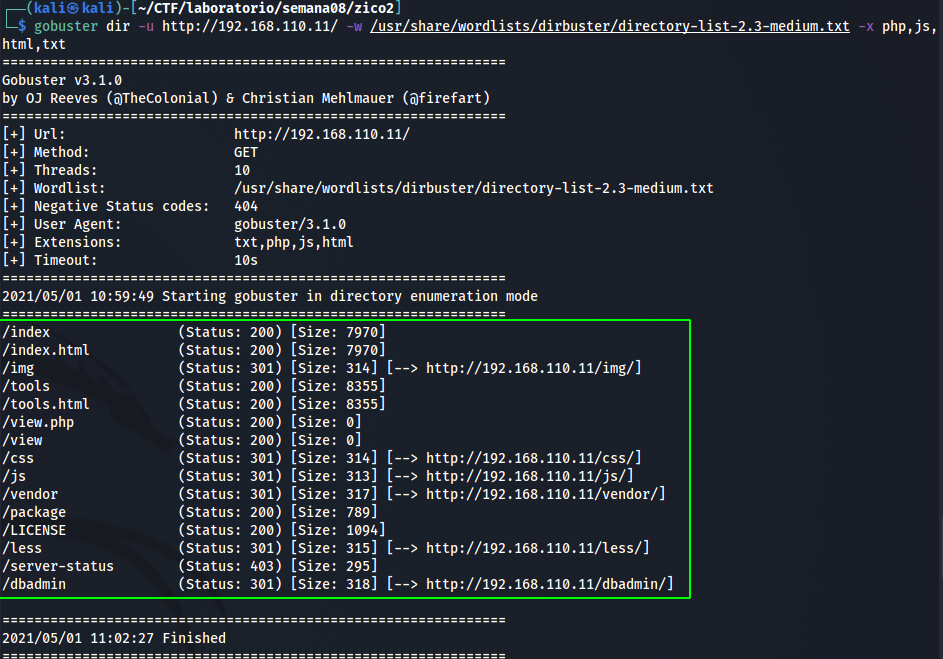 ┌──(kali㉿kali)-[~/CTF/laboratorio/semana08/zico2]
└─$ gobuster dir -u http://192.168.110.11/ -w /usr/share/wordlists/dirbuster/directory-list-2.3-medium.txt -x php,js,
html,txt
===============================================================
Gobuster v3.1.0
by OJ Reeves (@TheColonial) & Christian Mehlmauer (@firefart)
===============================================================
[+] Url:                     http://192.168.110.11/
[+] Method:                  GET
[+] Threads:                 10
[+] Wordlist:                /usr/share/wordlists/dirbuster/directory-list-2.3-medium.txt
[+] Negative Status codes:   404
[+] User Agent:              gobuster/3.1.0
[+] Extensions:              txt,php,js,html
[+] Timeout:                 10s
===============================================================
2021/05/01 10:59:49 Starting gobuster in directory enumeration mode
===============================================================
/index                (Status: 200) [Size: 7970]
/index.html           (Status: 200) [Size: 7970]
/img                  (Status: 301) [Size: 314] [--> http://192.168.110.11/img/]
/tools                (Status: 200) [Size: 8355]
/tools.html           (Status: 200) [Size: 8355]
/view.php             (Status: 200) [Size: 0]
/view                 (Status: 200) [Size: 0]
/css                  (Status: 301) [Size: 314] [--> http://192.168.110.11/css/]
/js                   (Status: 301) [Size: 313] [--> http://192.168.110.11/js/]
/vendor               (Status: 301) [Size: 317] [--> http://192.168.110.11/vendor/]
/package              (Status: 200) [Size: 789]
/LICENSE              (Status: 200) [Size: 1094]
/less                 (Status: 301) [Size: 315] [--> http://192.168.110.11/less/]
/server-status        (Status: 403) [Size: 295]
/dbadmin              (Status: 301) [Size: 318] [--> http://192.168.110.11/dbadmin/]
===============================================================
2021/05/01 11:02:27 Finished
===============================================================